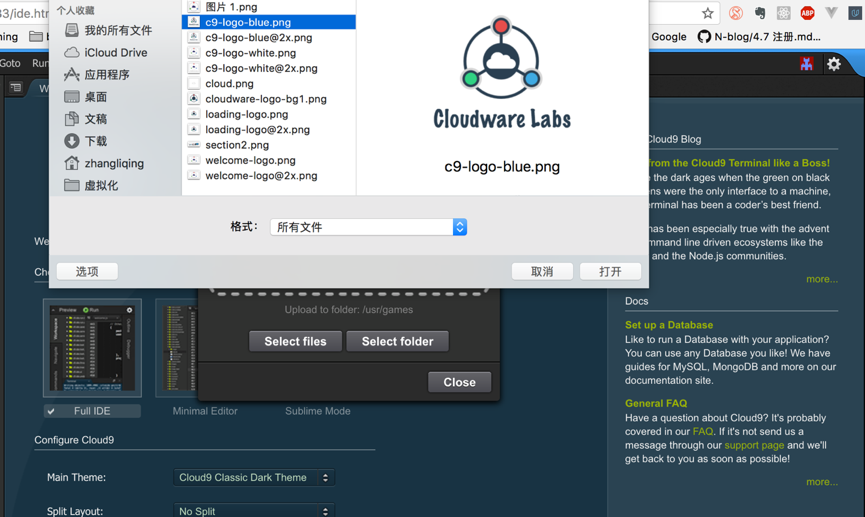 33/ide.htm
N-blog/4.7 注册.md...
Google
ning
Goto
Run
个人收藏
我的所有文件
iCloud Drive
应用程序
桌面
文稿
下载
zhangliqing
虚拟化
图片 1.png
c9-logo-blue.png
c9-logo-blue@2x.png
c9-logo-white.png
c9-logo-white@2x.png
cloud.png
cloudware-logo-bg1.png
loading-logo.png
loading-logo@2x.png
section2.png
welcome-logo.png
welcome-logo@2x.png
Cloudware Labs
c9-logo-blue.png
格式：
所有文件
选项
取消
打开
We
Cho
Upload to folder: /usr/games
Select files
Select folder
Close
Preview
Run
Full IDE
Minimal Editor
Sublime Mode
Configure Cloud9
Main Theme:
Cloud9 Classic Dark Theme
Split Layout:
No Split
Cloud9 Blog
from the Cloud9 Terminal like a Boss!
the dark ages when the green on black
ns were the only interface to a machine,
erminal has been a coder's best friend.
has been especially true with the advent
mmand line driven ecosystems like the
and the Node.js communities.
more...
Docs
Set up a Database
Like to run a Database with your application?
You can use any Database you like! We have
guides for MySQL, MongoDB and more on our
documentation site.
General FAQ
Have a question about Cloud9? It's probably
covered in our FAQ. If it's not send us a
message through our support page and we'll
get back to you as soon as possible!
more...